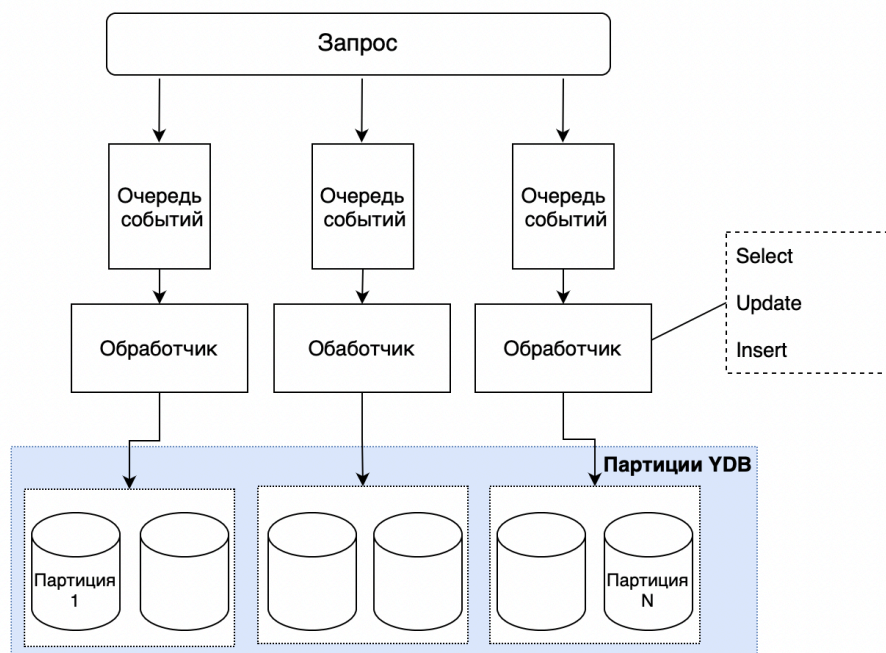 Запрос
Очередь
событий
Очередь
событий
Очередь
событий
Select
Update
Insert
Обработчик
Обаботчик
Обработчик
Партиции YDB
Партиция
1
Партиция
N